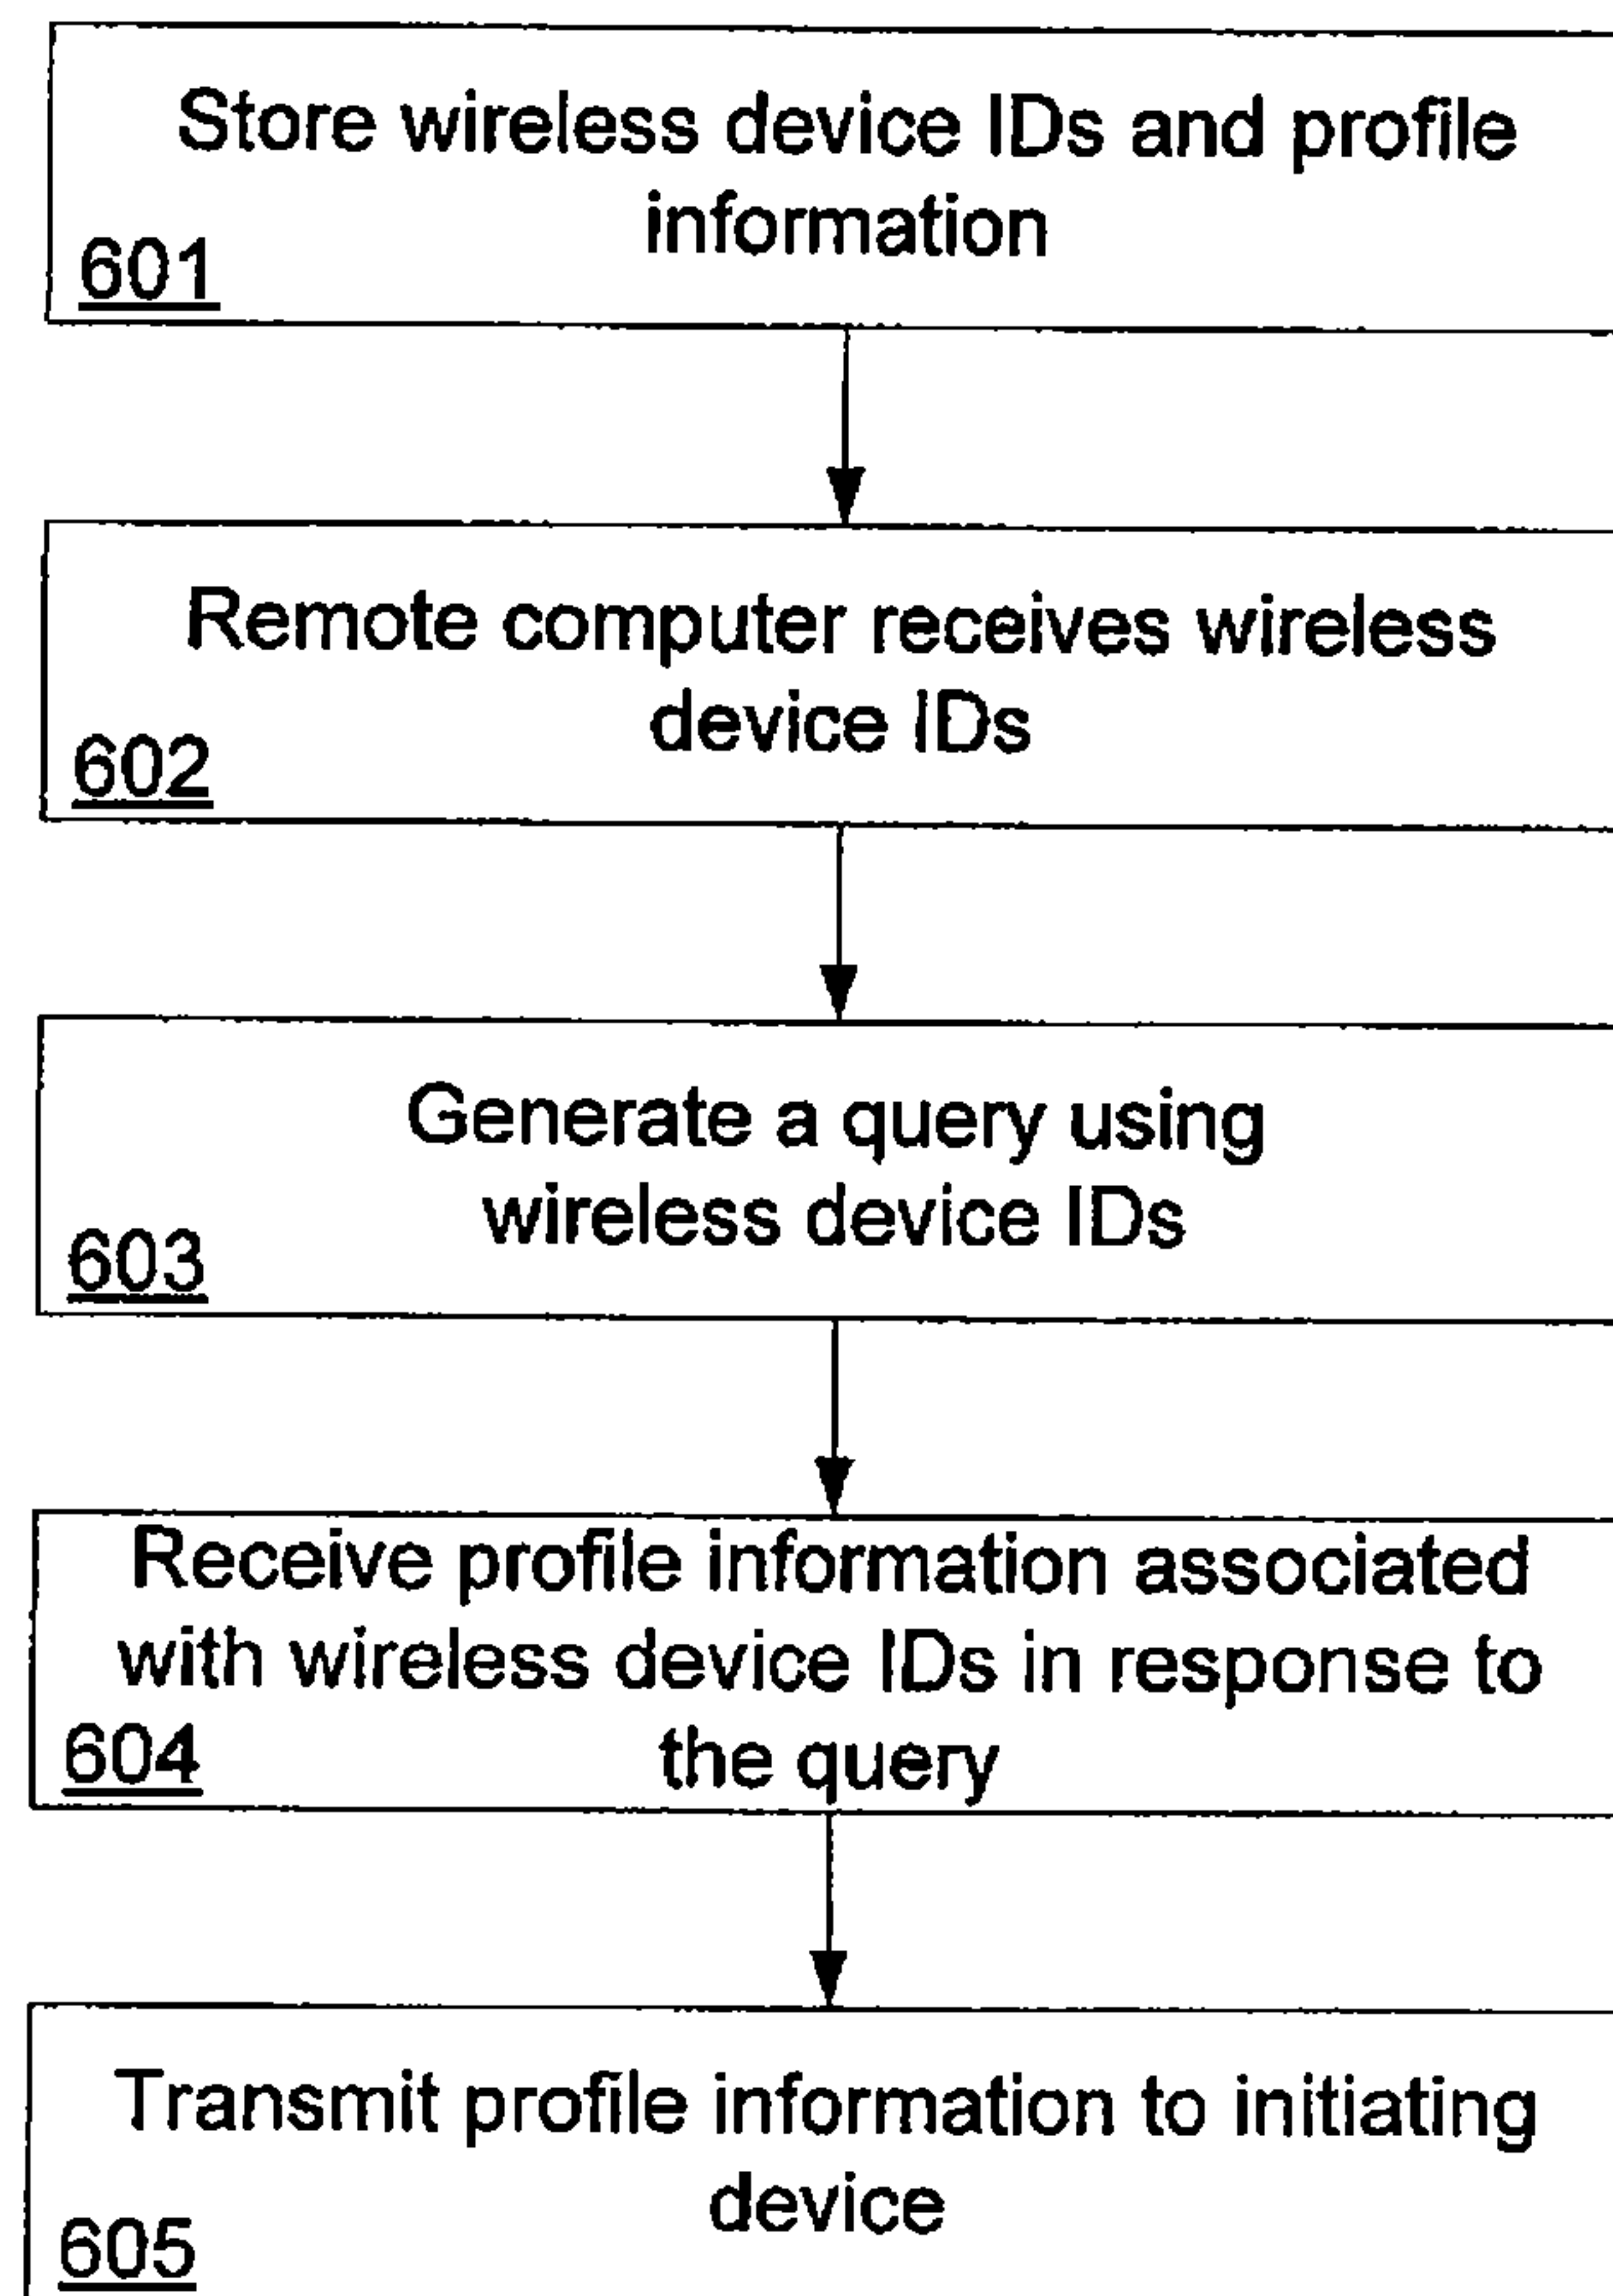 Store wireless device IDs and profile
information
601
Remote computer receives wireless
device IDs
602
Generate a query using
wireless device IDs
603
Receive profile information associated
with wireless device IDs in response to
the query
604
Transmit profile information to initiating
device
605